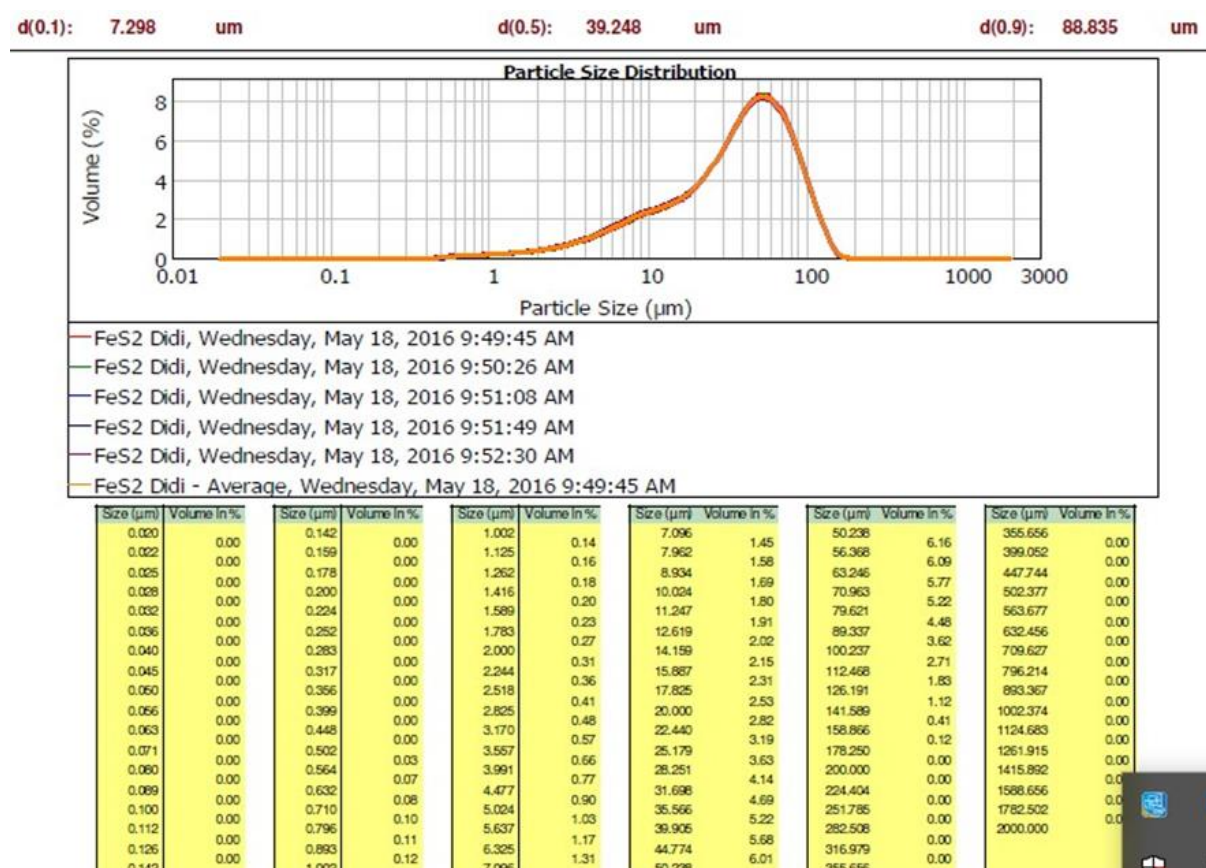 d(0.1): 7.298 um d(0.5): 39.248 um d(0.9): 88.835 um
Particle Size Distribution
Volume (%)
8
6
4
2
0
0.01 0.1 1 10 100 1000 3000
Particle Size (µm)
FeS2 Didi, Wednesday, May 18, 2016 9:49:45 AM
FeS2 Didi, Wednesday, May 18, 2016 9:50:26 AM
FeS2 Didi, Wednesday, May 18, 2016 9:51:08 AM
FeS2 Didi, Wednesday, May 18, 2016 9:51:49 AM
FeS2 Didi, Wednesday, May 18, 2016 9:52:30 AM
FeS2 Didi - Average, Wednesday, May 18, 2016 9:49:45 AM
Size (µm) Volume In % Size (µm) Volume In % Size (µm) Volume In % Size (µm) Volume In % Size (µm) Volume In % Size (µm) Volume In %
0.020 0.142 1.002 7.096 50.238 355.656
0.00 0.00 0.14 1.45 6.16 0.00
0.022 0.159 1.125 7.962 56.368 399.052
0.00 0.00 0.16 1.58 6.09 0.00
0.025 0.178 1.262 8.934 63.246 447.744
0.00 0.00 0.18 1.69 5.77 0.00
0.028 0.200 1.416 10.024 70.963 502.377
0.00 0.00 0.20 1.80 5.22 0.00
0.032 0.224 1.589 11.247 79.621 563.677
0.00 0.00 0.23 1.91 4.48 0.00
0.036 0.252 1.783 12.619 89.337 632.456
0.00 0.00 0.27 2.02 3.62 0.00
0.040 0.283 2.000 14.159 100.237 709.627
0.00 0.00 0.31 2.15 2.71 0.00
0.045 0.317 2.244 15.887 112.468 796.214
0.00 0.00 0.36 2.31 1.83 0.00
0.050 0.356 2.518 17.825 126.191 893.367
0.00 0.00 0.41 2.53 1.12 0.00
0.056 0.399 2.825 20.000 141.589 1002.374
0.00 0.00 0.48 2.82 0.41 0.00
0.063 0.448 3.170 22.440 158.866 1124.683
0.00 0.00 0.57 3.19 0.12 0.00
0.071 0.502 3.557 25.179 178.250 1261.915
0.00 0.03 0.66 3.63 0.00 0.00
0.080 0.564 3.991 28.251 200.000 1415.892
0.00 0.07 0.77 4.14 0.00
0.089 0.632 4.477 31.698 224.404 1588.656
0.00 0.08 0.90 4.69 0.00
0.100 0.710 5.024 35.566 251.785 1782.502
0.00 0.10 1.03 5.22 0.00
0.112 0.796 5.637 39.905 282.508 2000.000
0.00 0.11 1.17 5.68 0.00
0.126 0.893 6.325 44.774 316.979
0.00 0.12 1.31 6.01 0.00